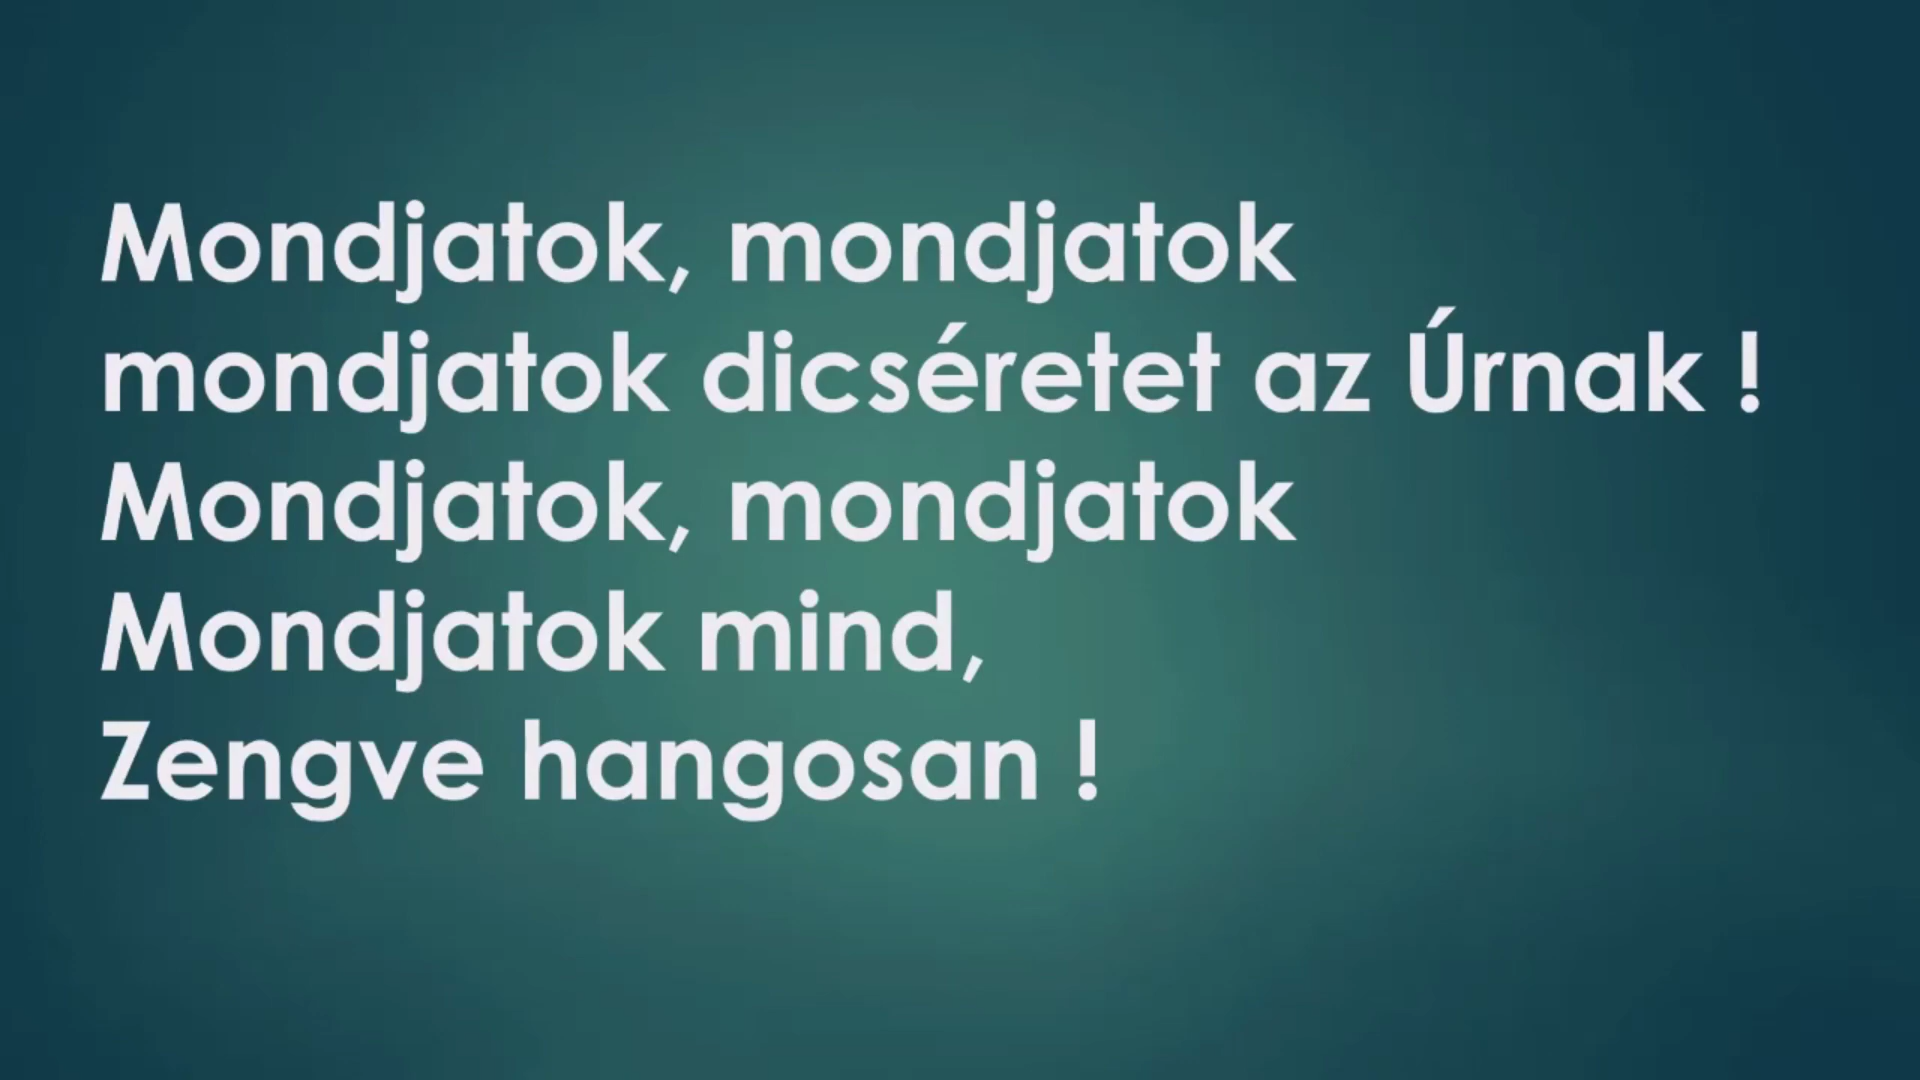 Mondjatok, mondjatok
mondjatok dicséretet az Úrnak !
Mondjatok, mondjatok
Mondjatok mind,
Zengve hangosan !